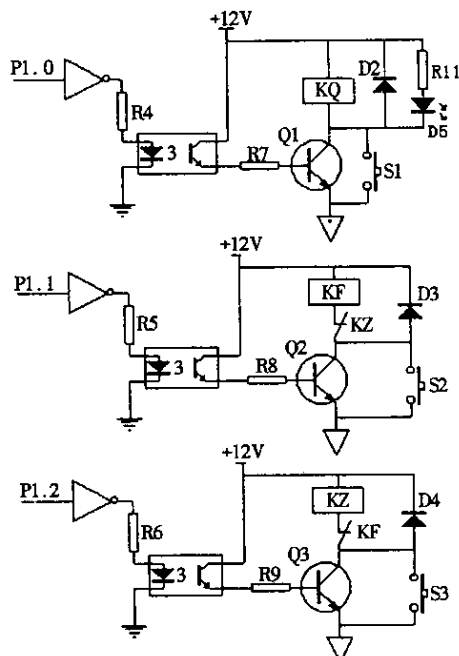 +12V
P1.0
R4
3
R7
Q1
KQ
D2
R11
D5
S1
+12V
P1.1
R5
3
R8
Q2
KF
KZ
D3
S2
+12V
P1.2
R6
3
R9
Q3
KZ
KF
D4
S3